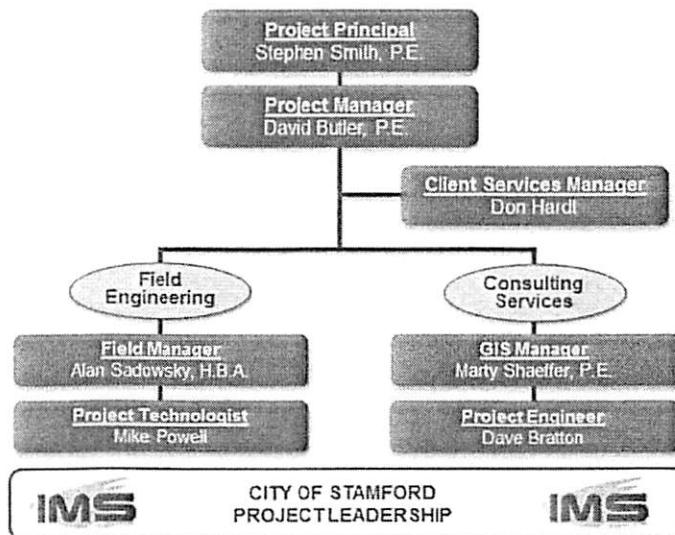 Project Principal
Stephen Smith, P.E.
Project Manager
David Butler, P.E.
Client Services Manager
Don Hardt
Field
Engineering
Consulting
Services
Field Manager
Alan Sadowsky, H.B.A.
GIS Manager
Marty Shaeffer, P.E.
Project Technologist
Mike Powell
Project Engineer
Dave Bratton
IMS
CITY OF STAMFORD
PROJECT LEADERSHIP
IMS